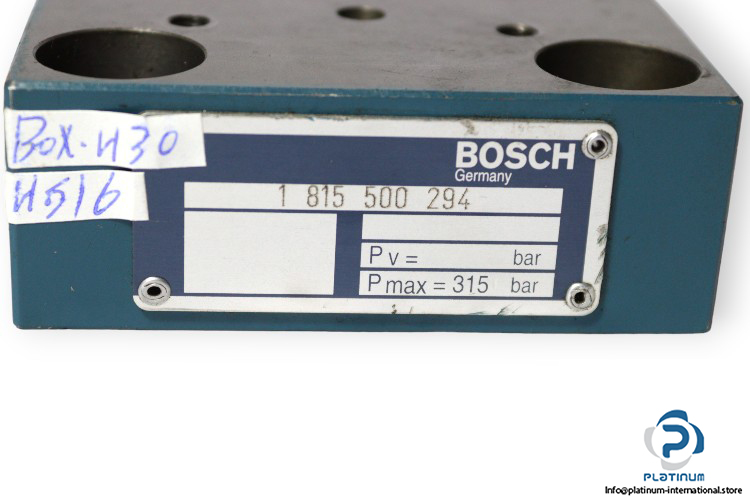 BOX-H30
H516
BOSCH
Germany
1 815 500 294
Pv = bar
Pmax = 315 bar
PLATINUM
Info@platinum-international.store